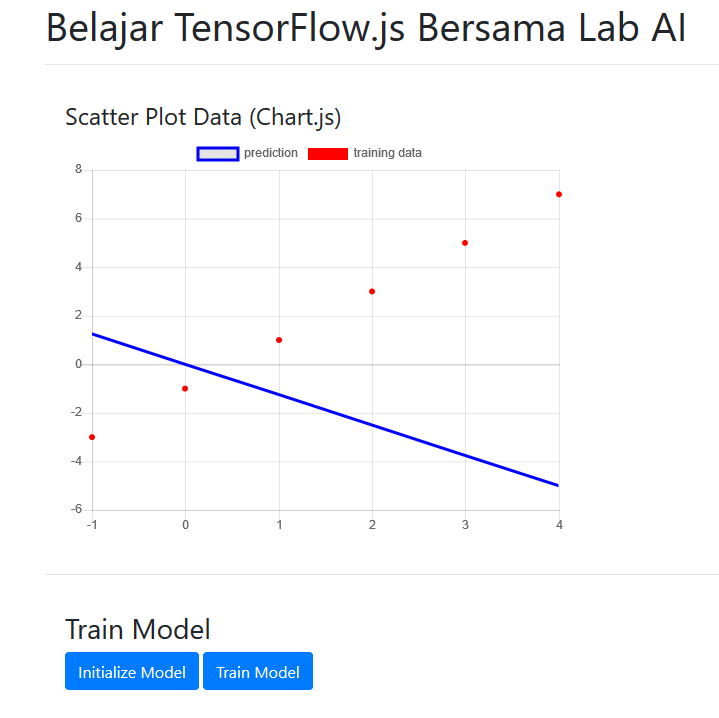 Belajar TensorFlow.js Bersama Lab AI
Scatter Plot Data (Chart.js)
prediction training data
8
6
4
2
0
-2
-4
-6
-1 0 1 2 3 4
Train Model
Initialize Model Train Model